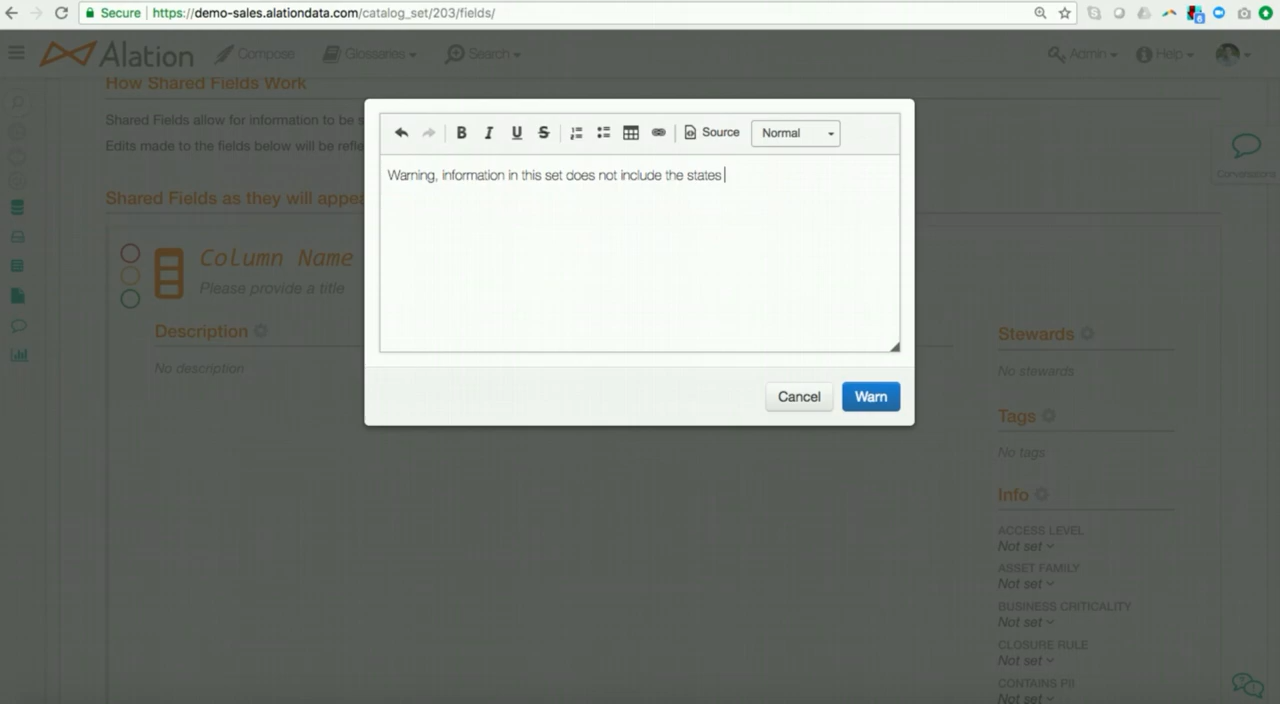 Secure
https://demo-sales.alationdata.com/catalog_set/203/fields/
Alation
Compose
Glossaries
Search
Admin
Help
How Shared Fields Work
Shared Fields allow for information to be s
Edits made to the fields below will be refle
Conversations
Shared Fields as they will appea
Source
Normal
Warning, information in this set does not include the states
Cancel
Warn
Column Name
Please provide a title
Description
No description
Stewards
No stewards
Tags
No tags
Info
ACCESS LEVEL
Not set
ASSET FAMILY
Not set
BUSINESS CRITICALITY
Not set
CLOSURE RULE
Not set
CONTAINS PII
Not set